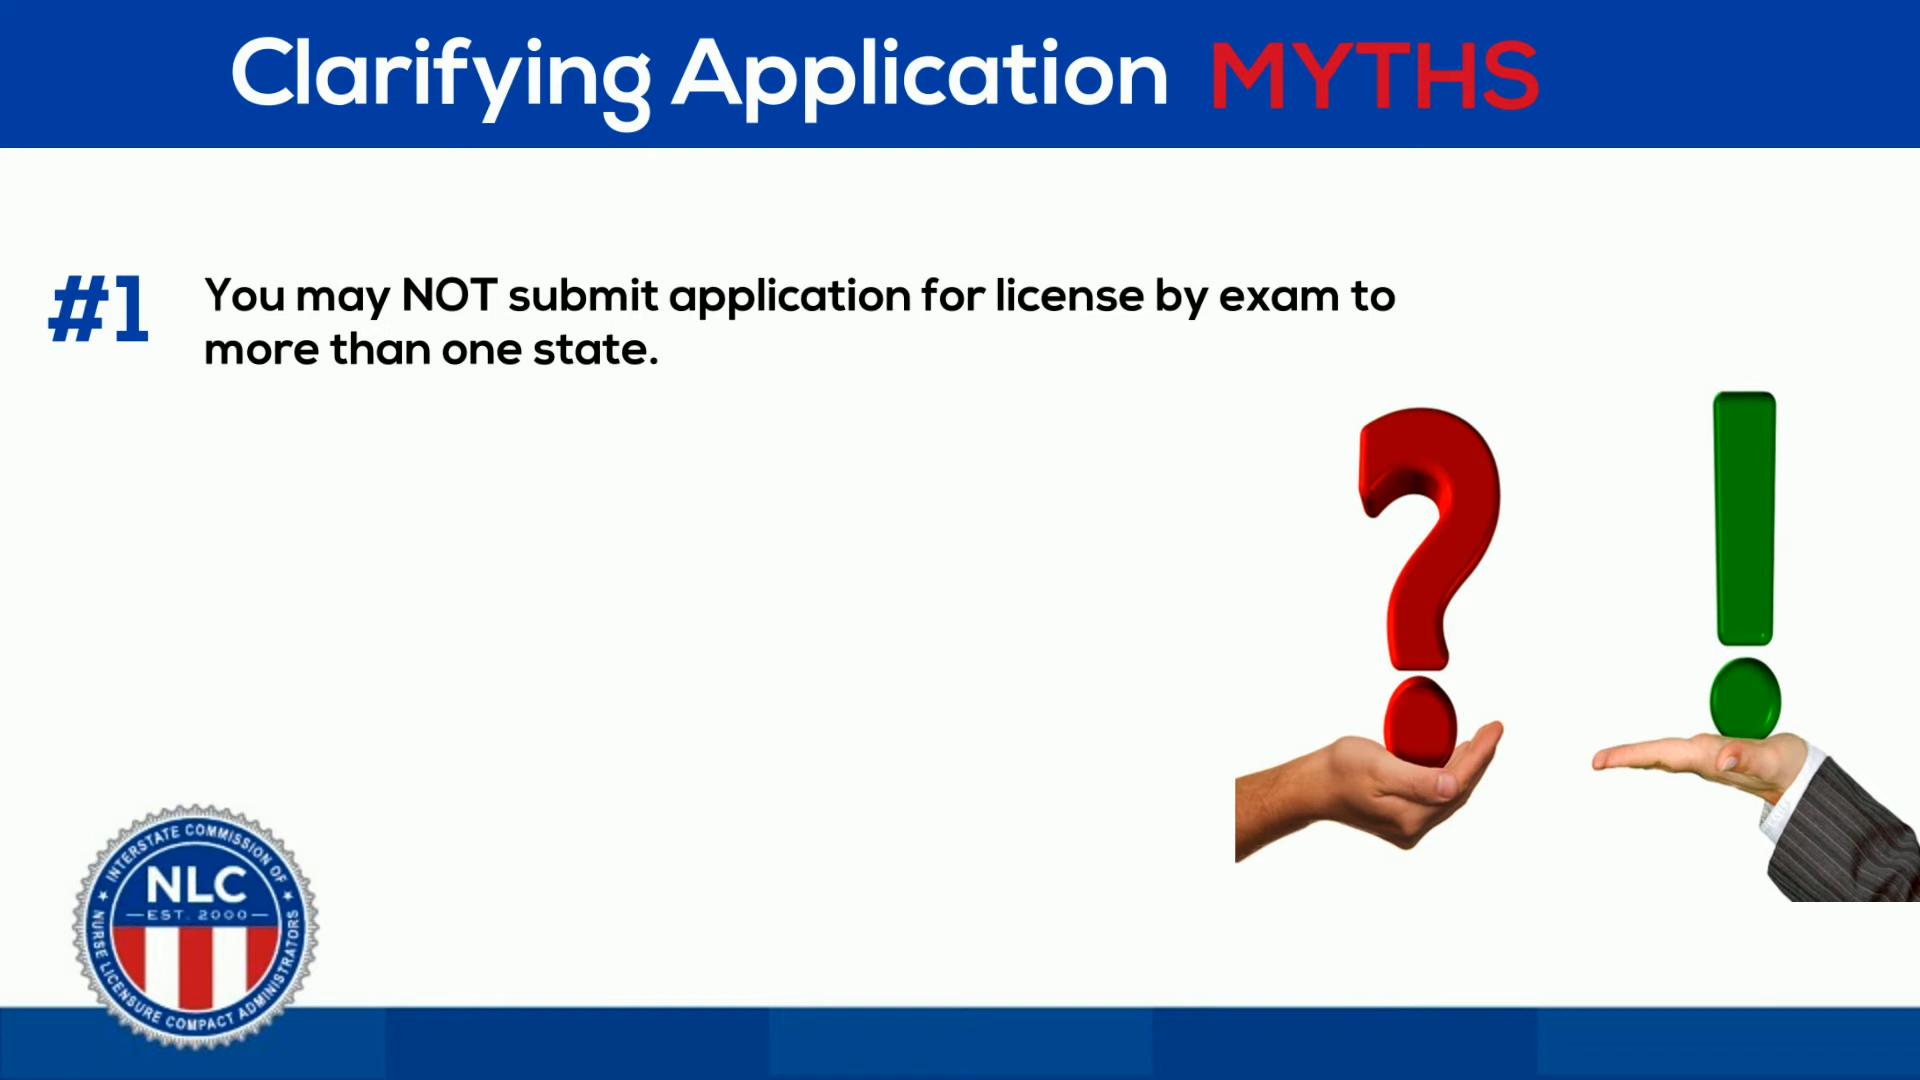 Clarifying Application MYTHS
#1 You may NOT submit application for license by exam to
more than one state.
INTERSTATE COMMISSION OF
NLC
EST. 2000
NURSE LICENSURE COMPACT ADMINISTRATORS